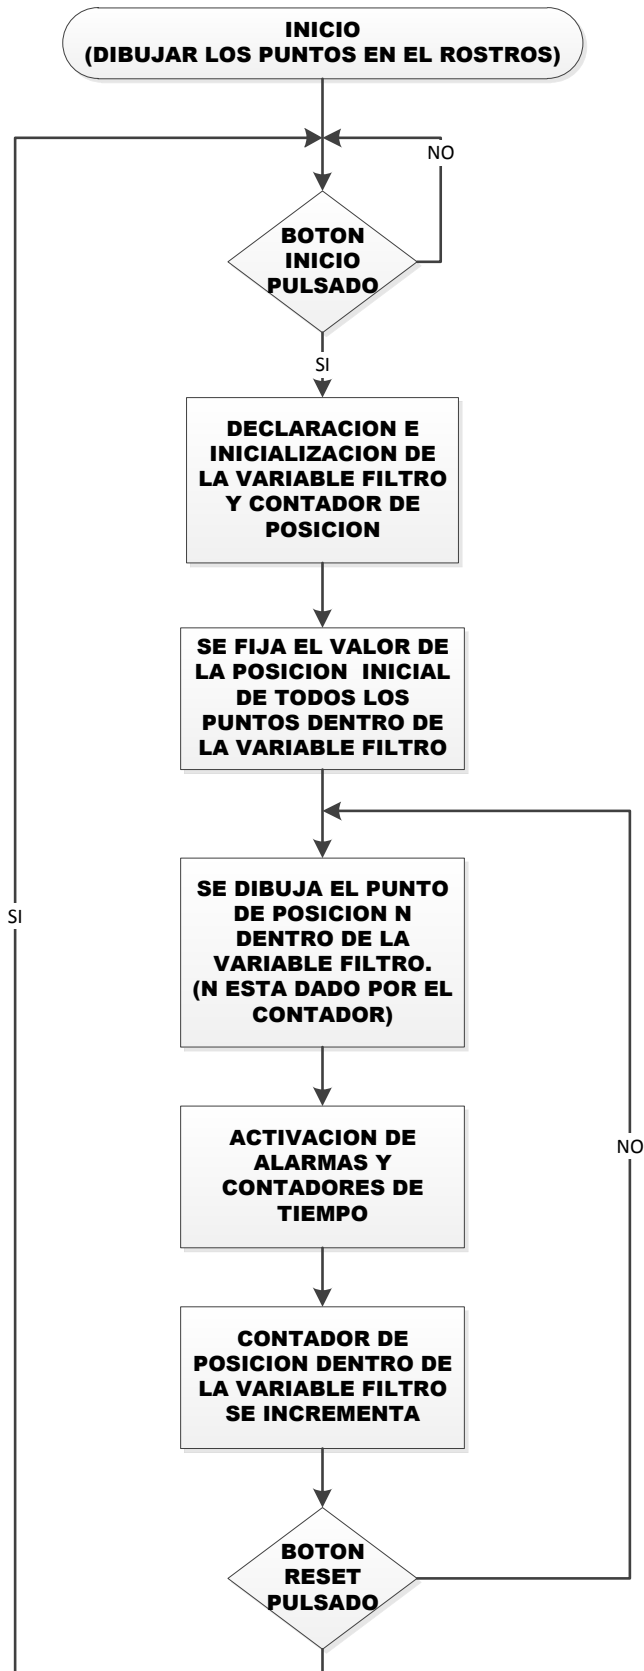 INICIO
(DIBUJAR LOS PUNTOS EN EL ROSTROS)
NO
BOTON
INICIO
PULSADO
SI
DECLARACION E
INICIALIZACION DE
LA VARIABLE FILTRO
Y CONTADOR DE
POSICION
SE FIJA EL VALOR DE
LA POSICION INICIAL
DE TODOS LOS
PUNTOS DENTRO DE
LA VARIABLE FILTRO
SE DIBUJA EL PUNTO
DE POSICION N
DENTRO DE LA
VARIABLE FILTRO.
(N ESTA DADO POR EL
CONTADOR)
SI
ACTIVACION DE
ALARMAS Y
CONTADORES DE
TIEMPO
NO
CONTADOR DE
POSICION DENTRO DE
LA VARIABLE FILTRO
SE INCREMENTA
BOTON
RESET
PULSADO